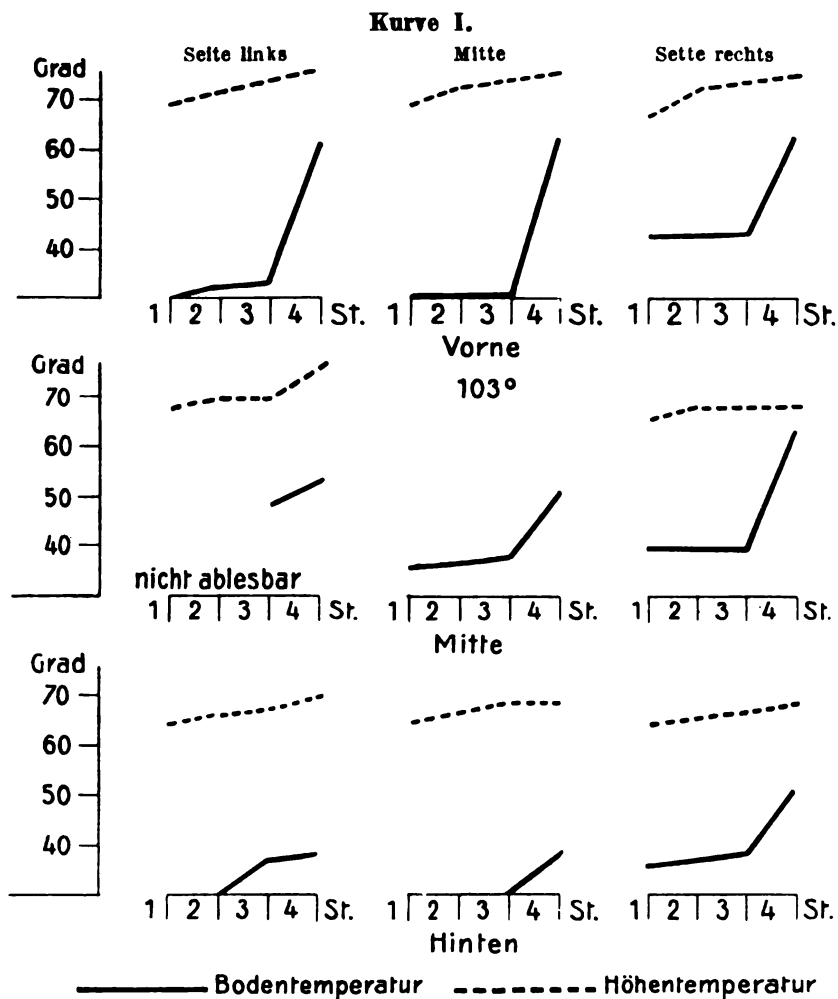 Kurve I.
Seite links Mitte Sette rechts
Grad
70
60
50
40
1 2 3 4 St. 1 2 3 4 St. 1 2 3 4 St.
Vorne
Grad
103°
70
60
50
40
nicht ablesbar
1 2 3 4 St. 1 2 3 4 St. 1 2 3 4 St.
Mitte
Grad
70
60
50
40
1 2 3 4 St. 1 2 3 4 St. 1 2 3 4 St.
Hinten
Bodentemperatur Höhentemperatur